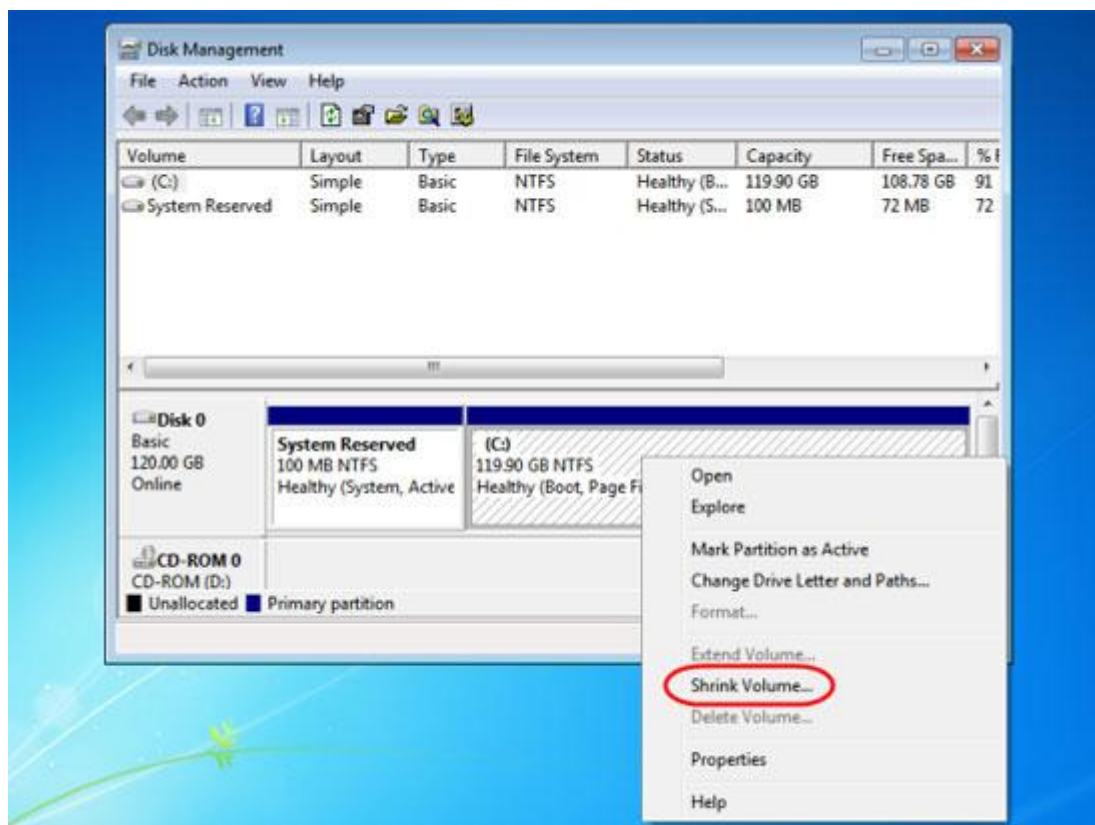 Disk Management
File Action View Help
Volume Layout Type File System Status Capacity Free Spa... %
(C:) Simple Basic NTFS Healthy (B... 119.90 GB 108.78 GB 91
System Reserved Simple Basic NTFS Healthy (S... 100 MB 72 MB 72
Disk 0
Basic
120.00 GB
Online
System Reserved
100 MB NTFS
Healthy (System, Active
(C:)
119.90 GB NTFS
Healthy (Boot, Page Fi
CD-ROM 0
CD-ROM (D:)
Unallocated Primary partition
Open
Explore
Mark Partition as Active
Change Drive Letter and Paths...
Format...
Extend Volume...
Shrink Volume...
Delete Volume...
Properties
Help